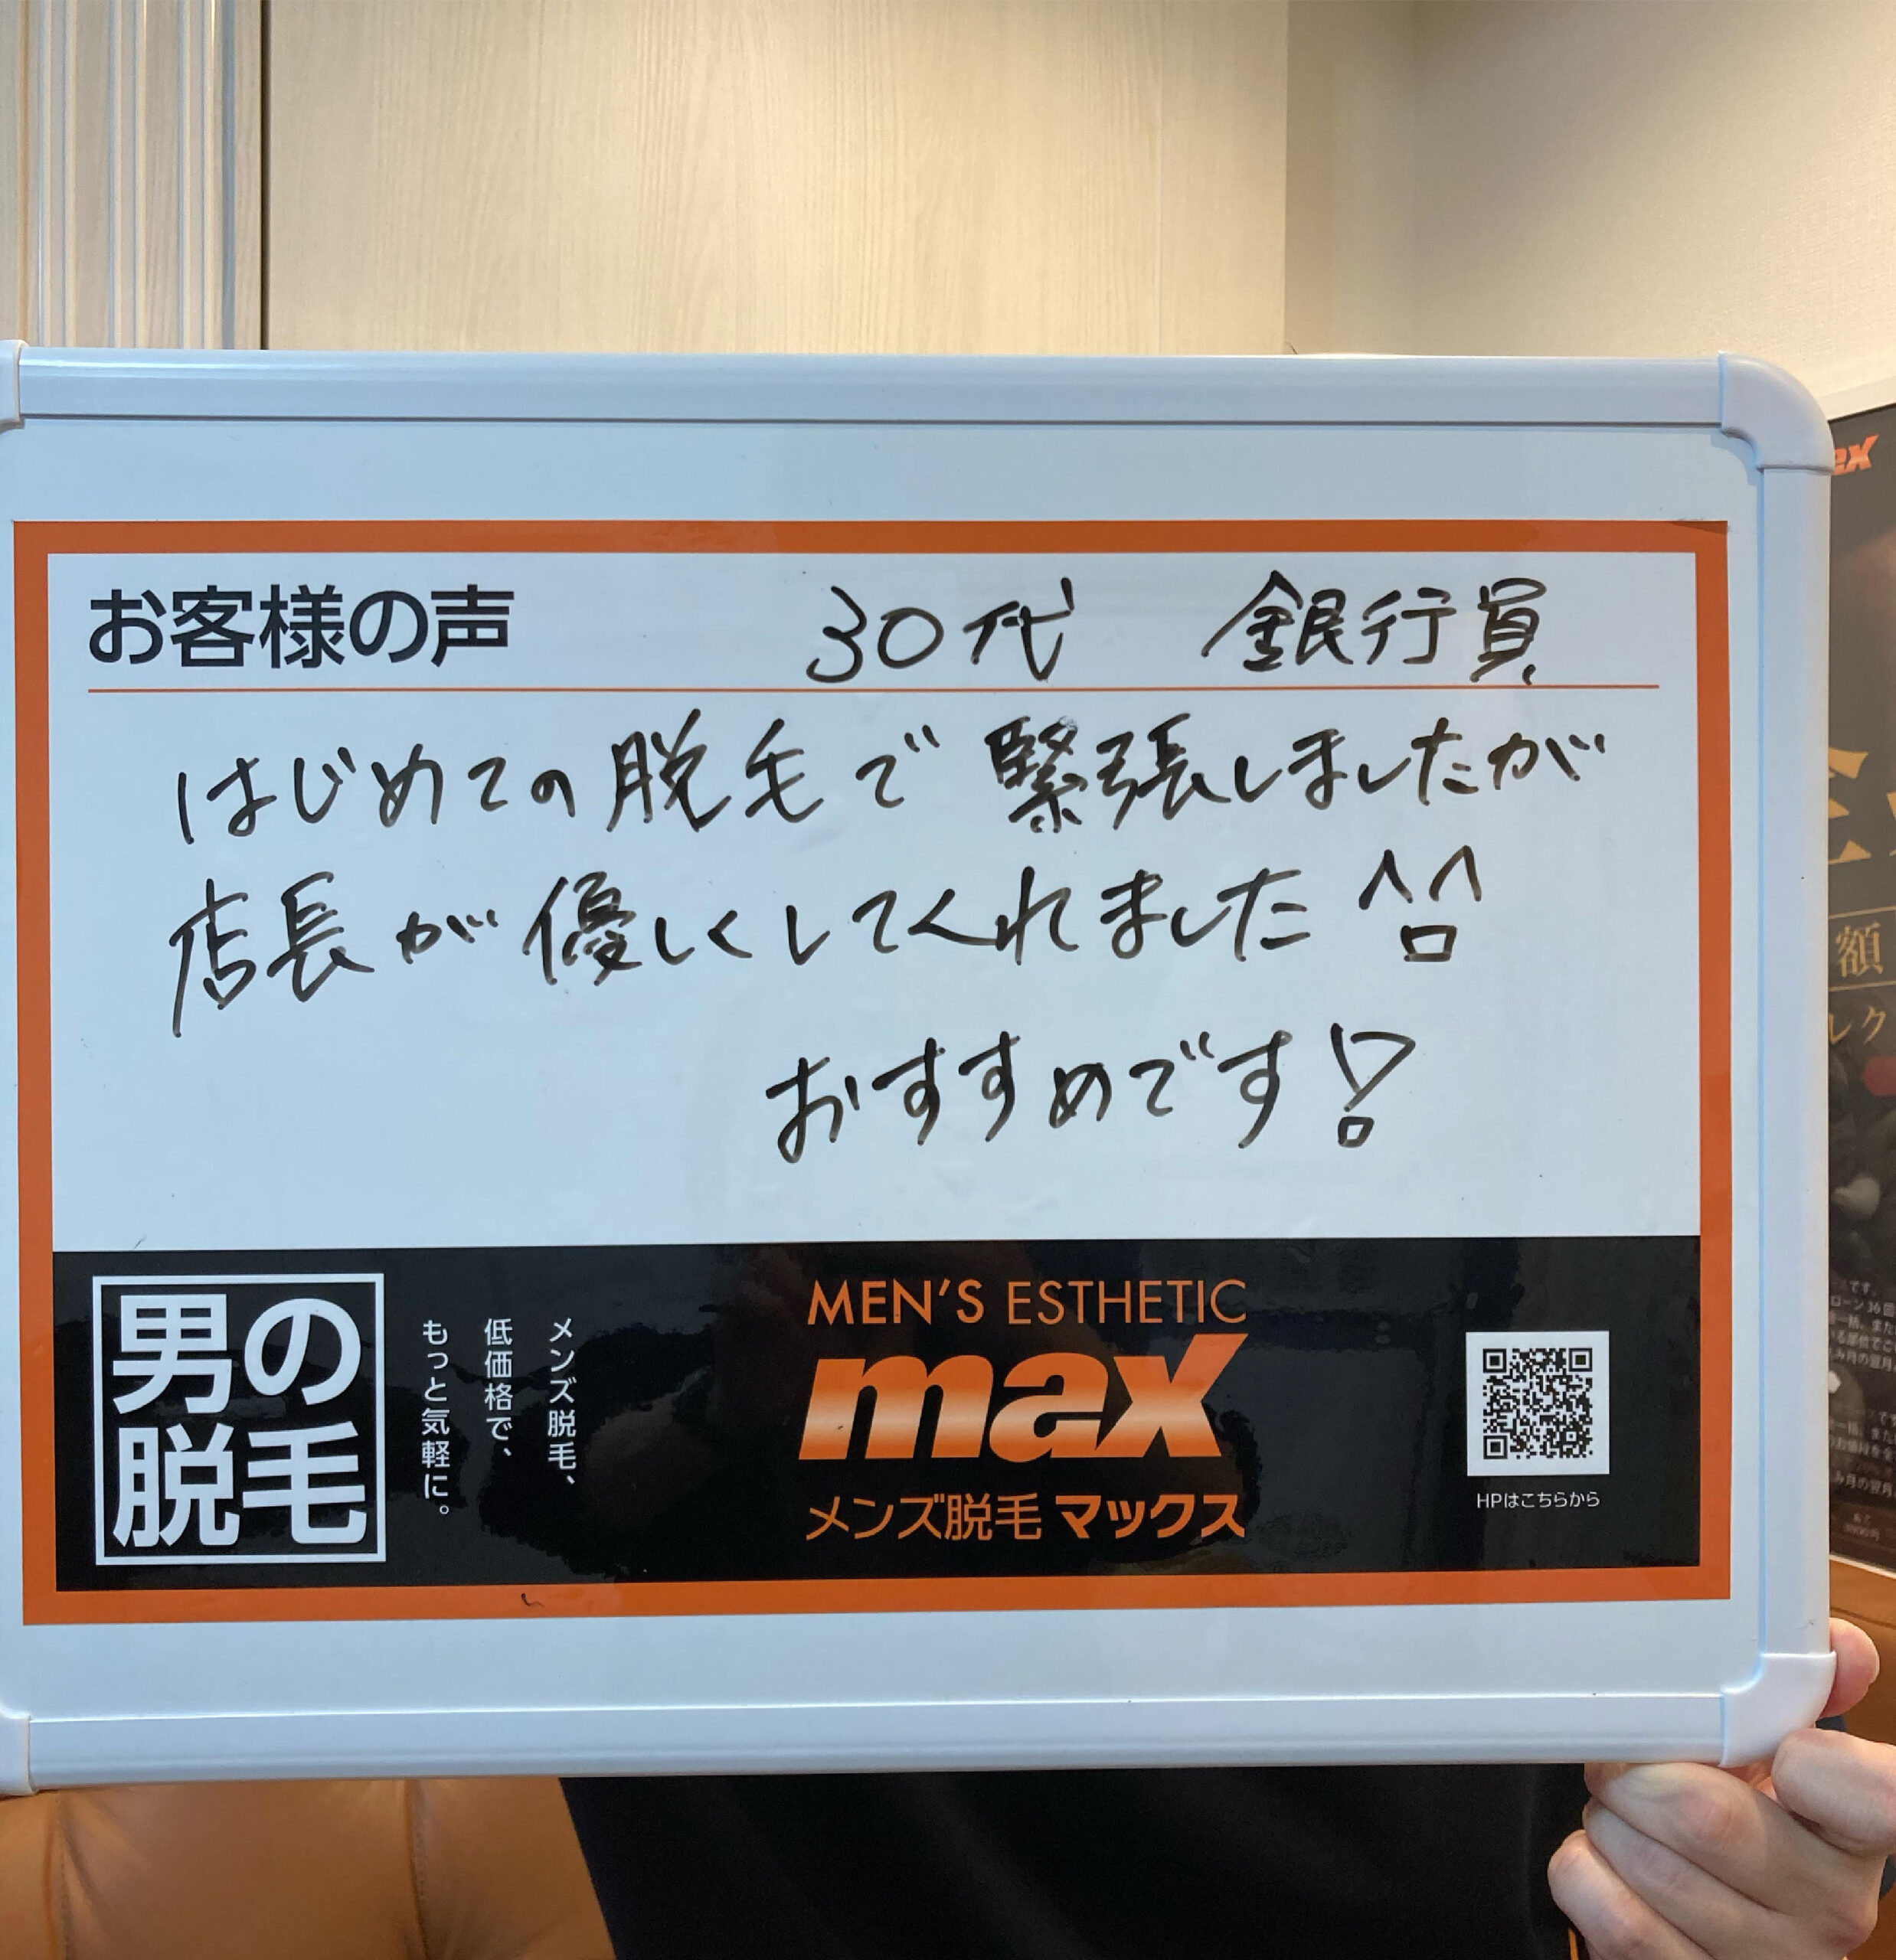 お客様の声 30代 銀行員
はじめての脱毛で緊張しましたが
店長が優しくしてくれました^ロ^
おすすめです!
男の
脱毛
メンズ脱毛、
低価格で、
もっと気軽に。
MEN'S ESTHETIC
max
メンズ脱毛 マックス
HPはこちらから
額
レク